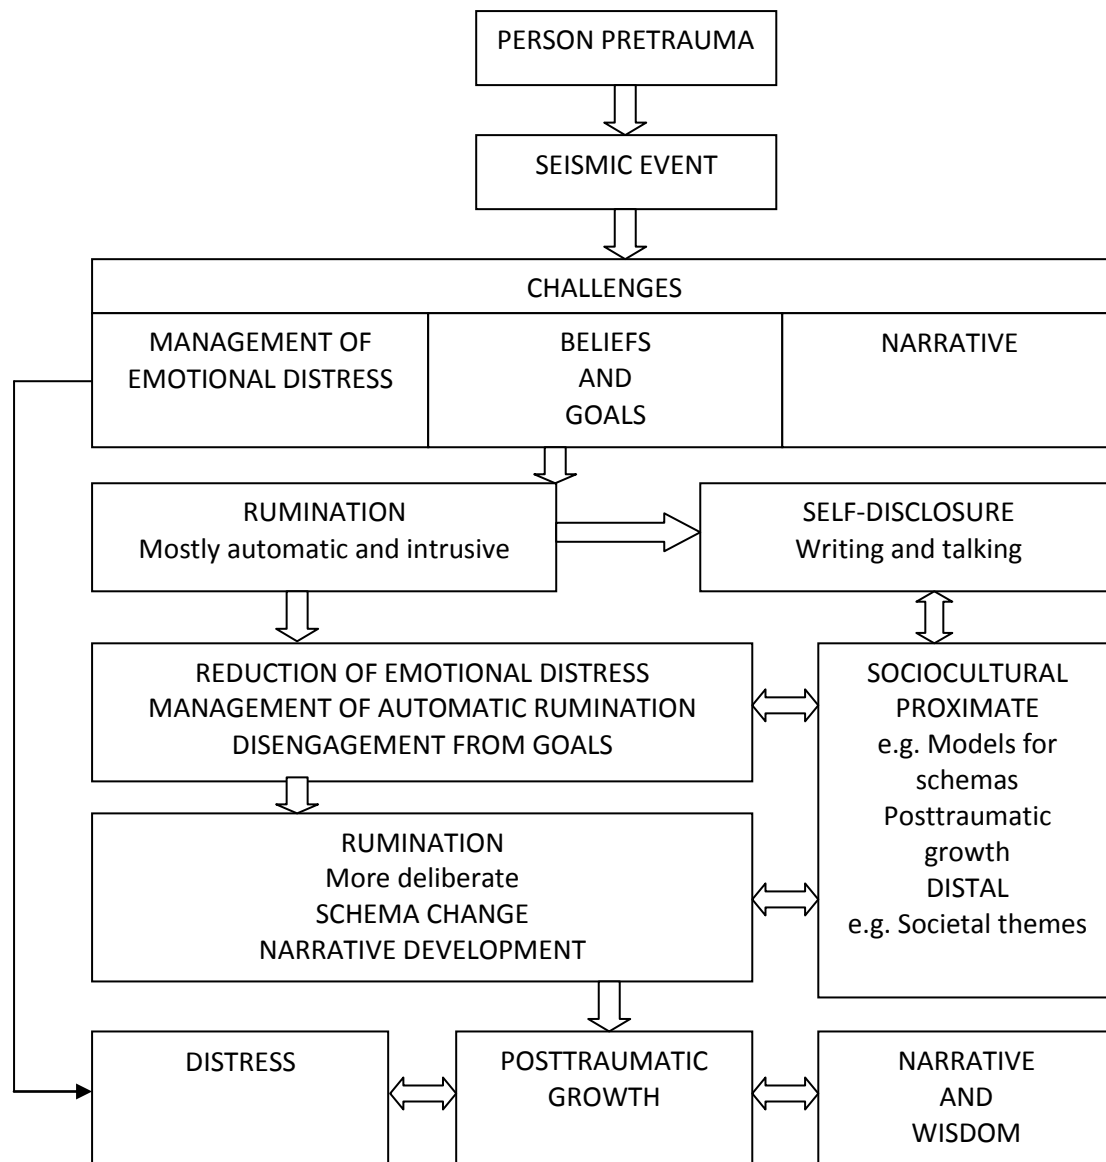 PERSON PRETRAUMA
SEISMIC EVENT
CHALLENGES
MANAGEMENT OF
EMOTIONAL DISTRESS
BELIEFS
AND
GOALS
NARRATIVE
RUMINATION
Mostly automatic and intrusive
SELF-DISCLOSURE
Writing and talking
REDUCTION OF EMOTIONAL DISTRESS
MANAGEMENT OF AUTOMATIC RUMINATION
DISENGAGEMENT FROM GOALS
SOCIOCULTURAL
PROXIMATE
e.g. Models for
schemas
Posttraumatic
growth
DISTAL
e.g. Societal themes
RUMINATION
More deliberate
SCHEMA CHANGE
NARRATIVE DEVELOPMENT
DISTRESS
POSTTRAUMATIC
GROWTH
NARRATIVE
AND
WISDOM